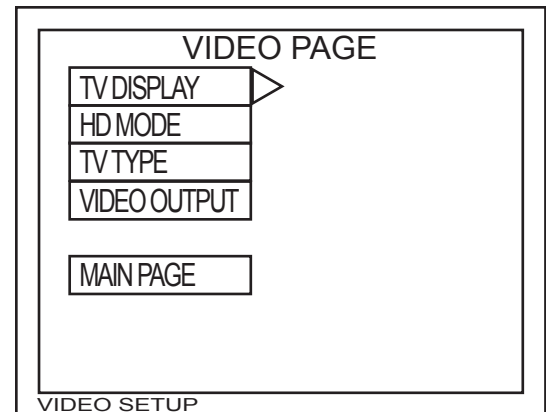 VIDEO PAGE
TV DISPLAY
HD MODE
TV TYPE
VIDEO OUTPUT
MAIN PAGE
VIDEO SETUP